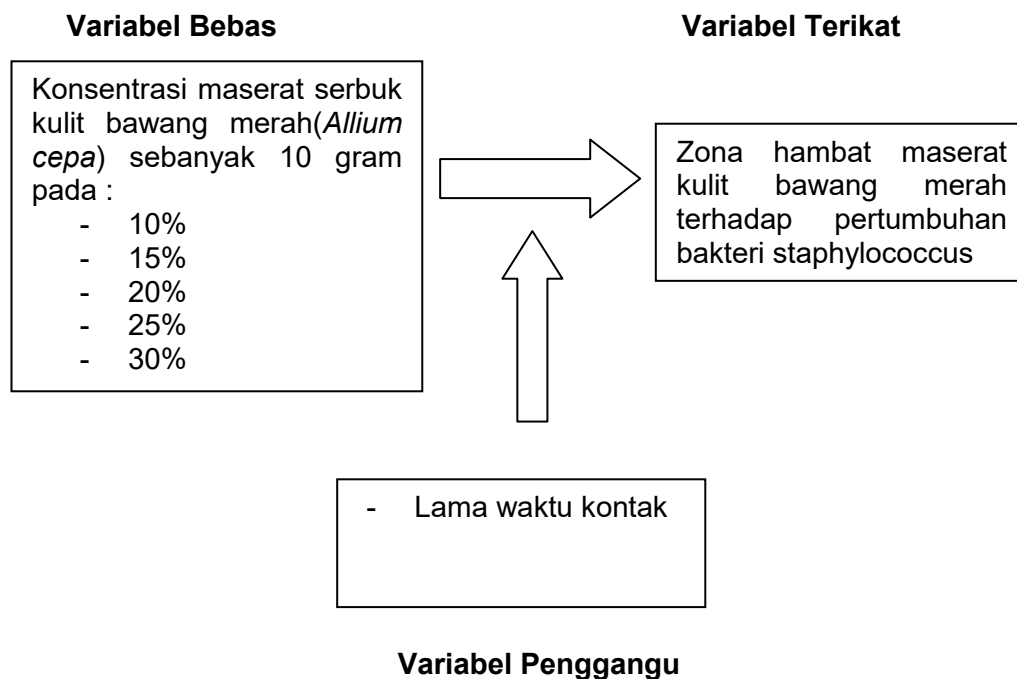 Variabel Bebas
Variabel Terikat
Konsentrasi maserat serbuk
kulit bawang merah(Allium
cepa) sebanyak 10 gram
pada :
- 10%
- 15%
- 20%
- 25%
- 30%
Zona hambat maserat
kulit bawang merah
terhadap pertumbuhan
bakteri staphylococcus
- Lama waktu kontak
Variabel Penggangu